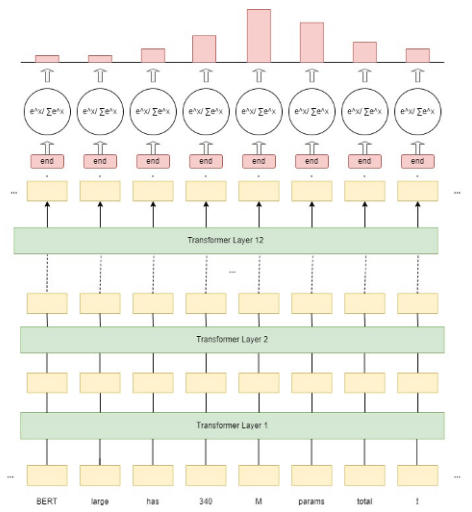 e^x/ ∑e^x e^x/ ∑e^x e^x/ ∑e^x e^x/ ∑e^x e^x/ ∑e^x e^x/ ∑e^x e^x/ ∑e^x e^x/ ∑e^x
end end end end end end end end
... ...
Transformer Layer 12
...
Transformer Layer 2
Transformer Layer 1
... ...
BERT large has 340 M params total !